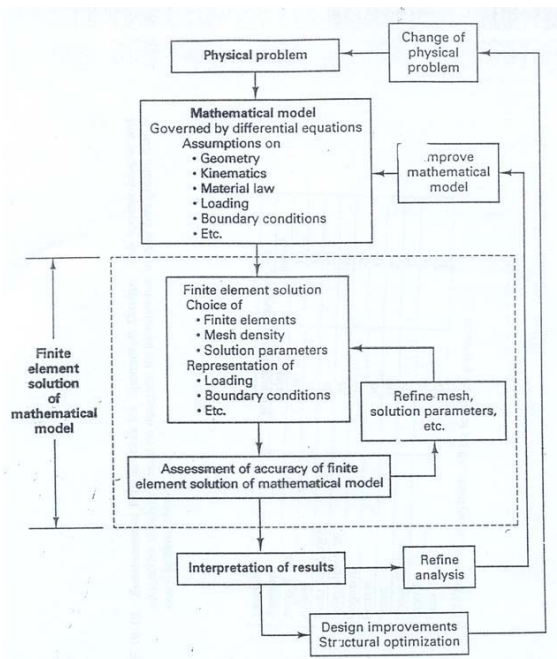 Physical problem
Change of
physical
problem
Mathematical model
Governed by differential equations
Assumptions on
• Geometry
• Kinematics
• Material law
• Loading
• Boundary conditions
• Etc.
.mprove
mathematical
model
Finite element solution
Choice of
• Finite elements
• Mesh density
• Solution parameters
Representation of
• Loading
• Boundary conditions
• Etc.
Finite
element
solution
of
mathematical
model
Refine mesh,
solution parameters,
etc.
Assessment of accuracy of finite
element solution of mathematical model
Interpretation of results
Refine
analysis
Design improvements
Structural optimization